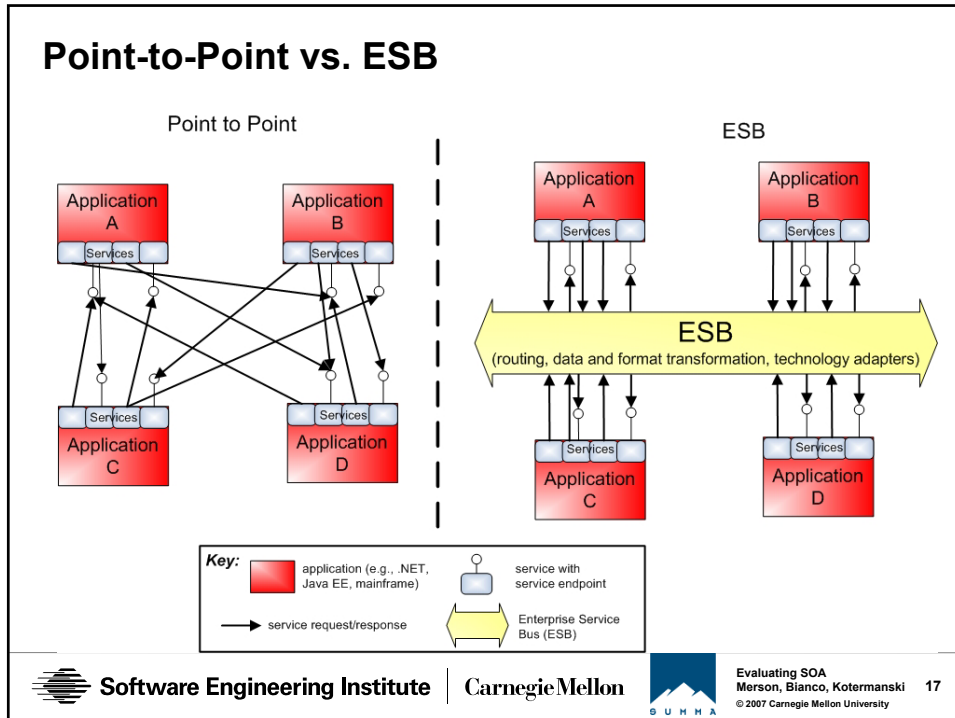 Point-to-Point vs. ESB
Point to Point
Application
A
Services
Application
B
Services
Services
Application
C
Services
Application
D
ESB
Application
A
Services
Application
B
Services
ESB
(routing, data and format transformation, technology adapters)
Services
Application
C
Services
Application
D
Key:
application (e.g., .NET,
Java EE, mainframe)
service with
service endpoint
service request/response
Enterprise Service
Bus (ESB)
Software Engineering Institute
Carnegie Mellon
SUMMA
Evaluating SOA
Merson, Bianco, Kotermanski 17
© 2007 Carnegie Mellon University